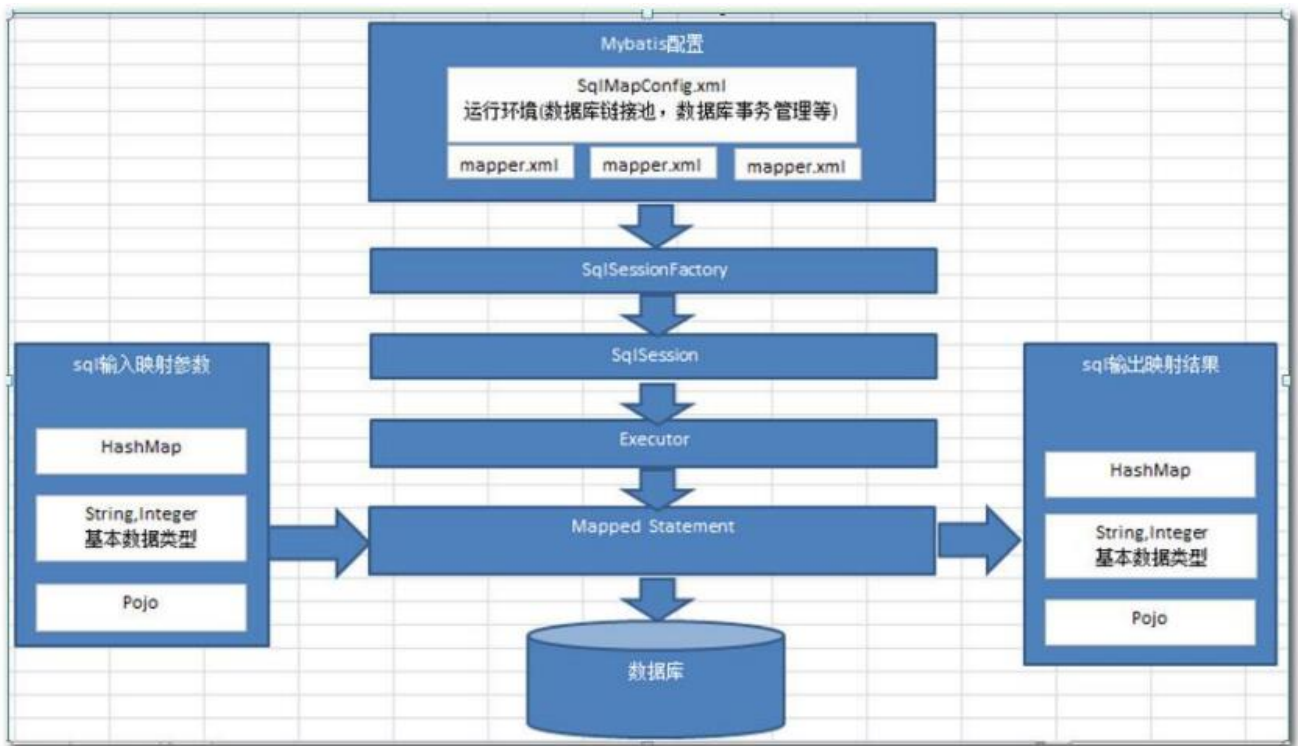 Mybatis配置
SqlMapConfig.xml
运行环境(数据库链接池，数据库事务管理等)
mapper.xml
mapper.xml
mapper.xml
SqlSessionFactory
SqlSession
Executor
Mapped Statement
数据库
sql输入映射参数
HashMap
String,Integer
基本数据类型
Pojo
sql输出映射结果
HashMap
String,Integer
基本数据类型
Pojo